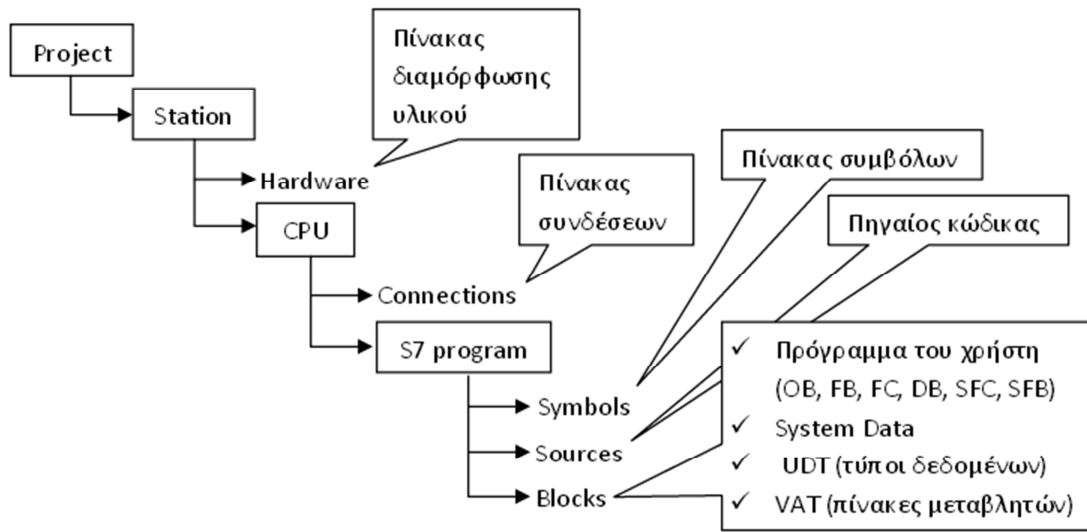 Project
Πίνακας
διαμόρφωσης
υλικού
Station
Πίνακας συμβόλων
Hardware
Πίνακας
συνδέσεων
Πηγαίος κώδικας
CPU
Connections
S7 program
✓ Πρόγραμμα του χρήστη
(OB, FB, FC, DB, SFC, SFB)
✓ System Data
✓ UDT (τύποι δεδομένων)
✓ VAT (πίνακες μεταβλητών)
Symbols
Sources
Blocks